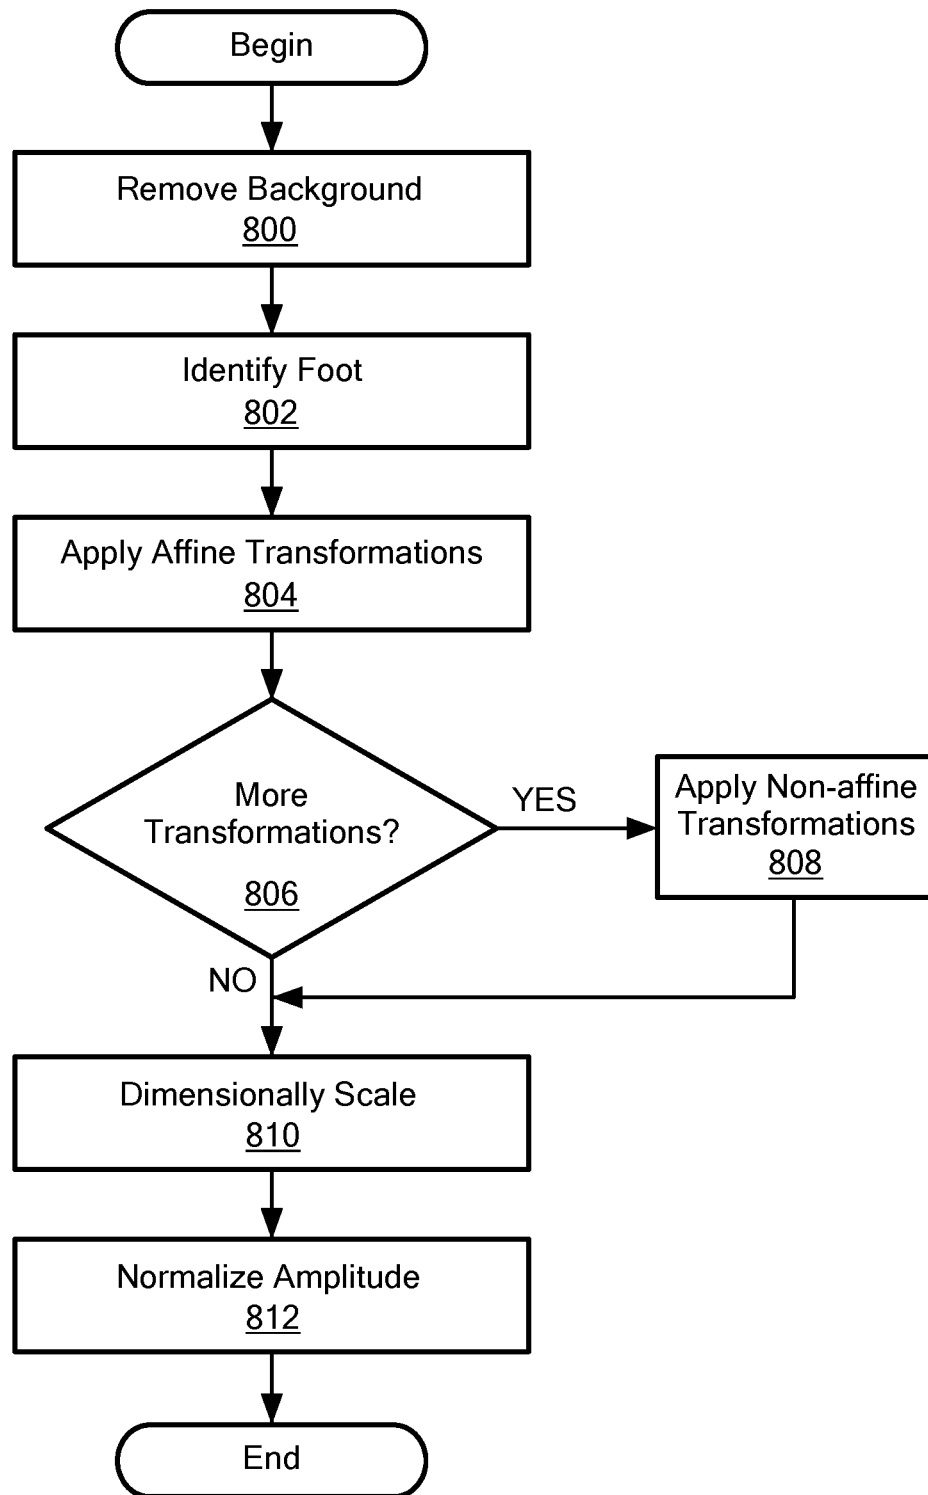 Begin
Remove Background
800
Identify Foot
802
Apply Affine Transformations
804
More
Transformations?
806
YES
Apply Non-affine
Transformations
808
NO
Dimensionally Scale
810
Normalize Amplitude
812
End